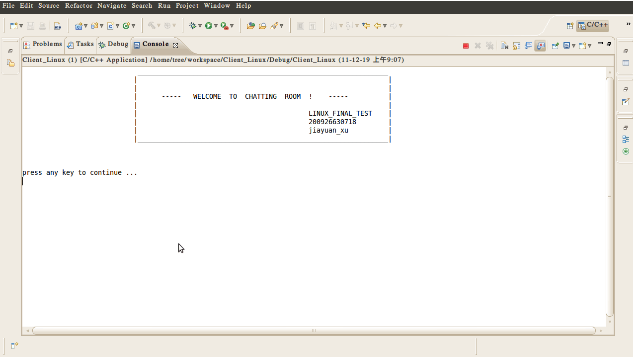 File Edit Source Refactor Navigate Search Run Project Window Help
C/C++
Problems Tasks Debug Console
Client_Linux (1) [C/C++ Application] /home/tree/workspace/Client_Linux/Debug/Client_Linux (11-12-19 上午9:07)
----- WELCOME TO CHATTING ROOM ! -----
LINUX_FINAL_TEST
200926630718
jiayuan_xu
press any key to continue ...